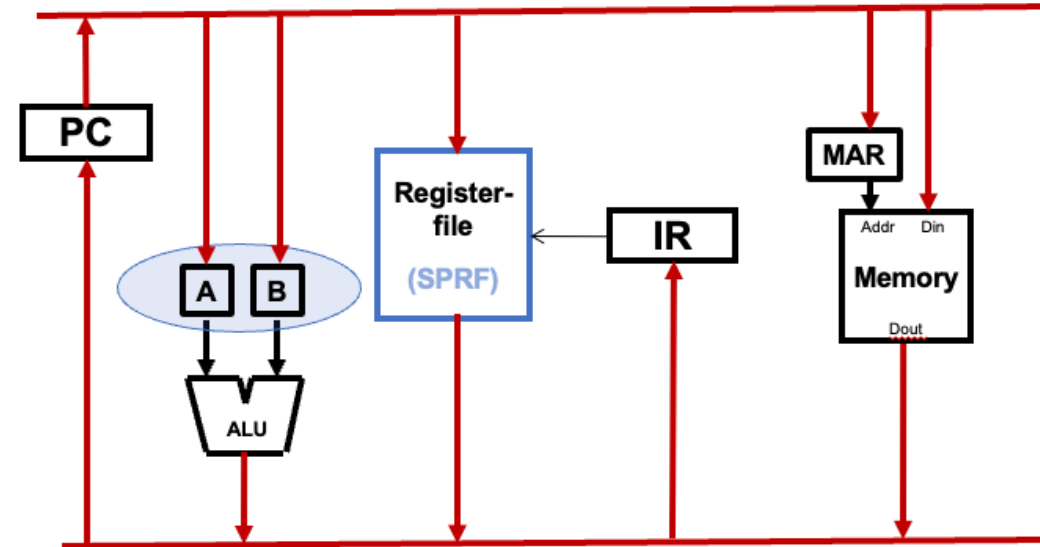 PC
A
B
ALU
Register-
file
(SPRF)
IR
MAR
Addr Din
Memory
Dout